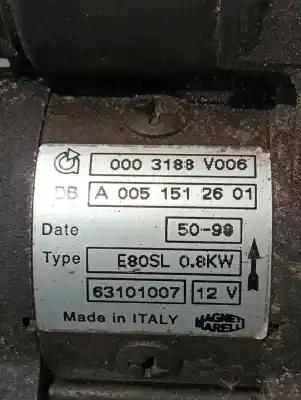 000 3188 V006
DB A 005 151 26 01
Date 50-98
Type E80SL 0.8KW
63101007 12 V
Made in ITALY MAGNETI MARELLI